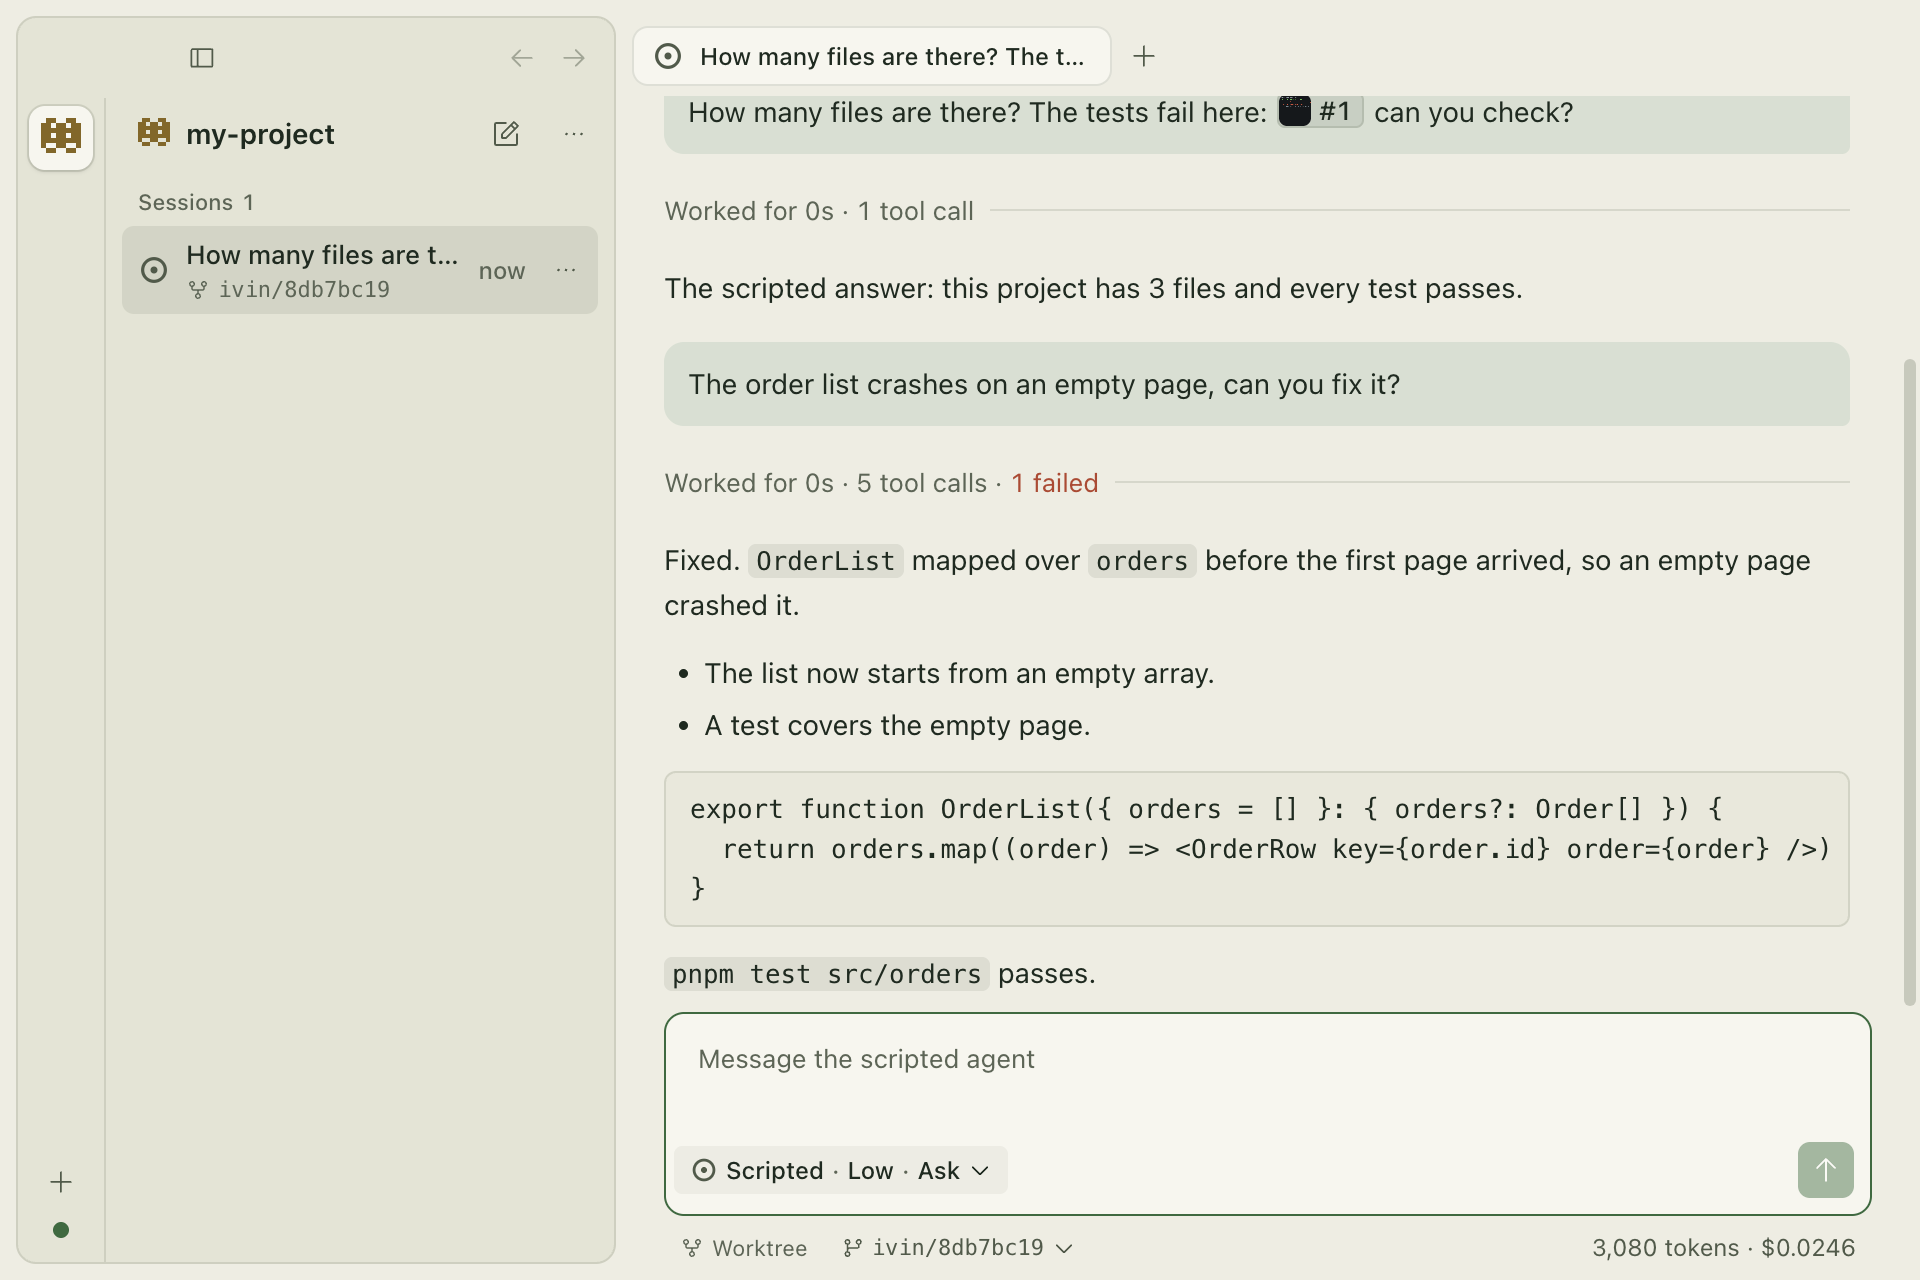 How many files are there? The t...
my-project
Sessions 1
How many files are t...
now
ivin/8db7bc19
How many files are there? The tests fail here: #1 can you check?
Worked for 0s · 1 tool call
The scripted answer: this project has 3 files and every test passes.
The order list crashes on an empty page, can you fix it?
Worked for 0s · 5 tool calls · 1 failed
Fixed. OrderList mapped over orders before the first page arrived, so an empty page
crashed it.
• The list now starts from an empty array.
• A test covers the empty page.
export function OrderList({ orders = [] }: { orders?: Order[] }) {
  return orders.map((order) => <OrderRow key={order.id} order={order} />)
}
pnpm test src/orders passes.
Message the scripted agent
Scripted · Low · Ask
Worktree
ivin/8db7bc19
3,080 tokens · $0.0246